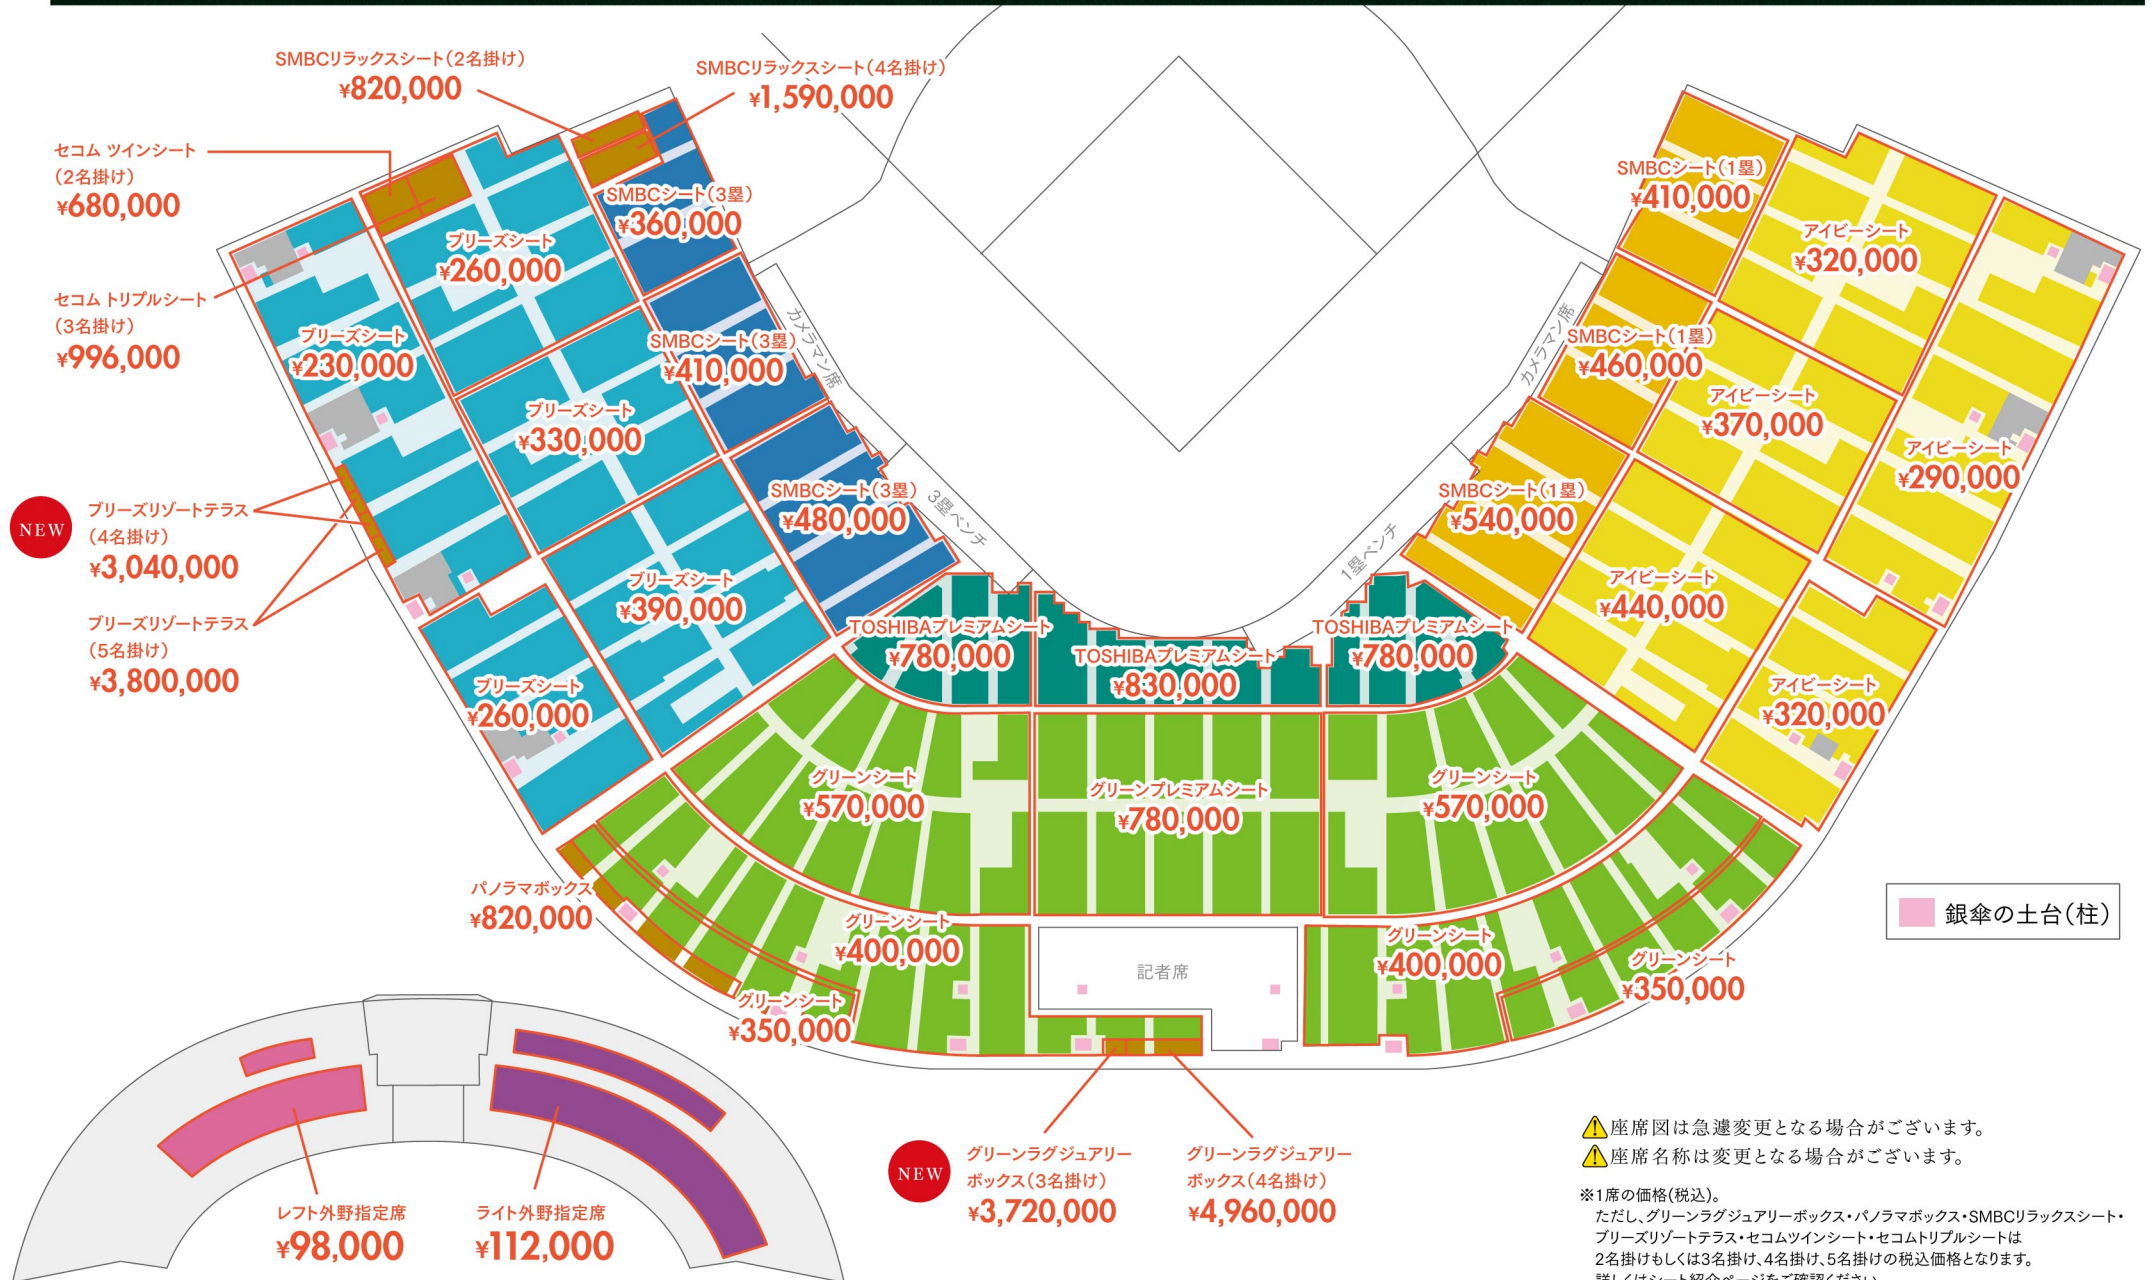 SMBCリラックスシート(2名掛け)
¥820,000
SMBCリラックスシート(4名掛け)
¥1,590,000
セコム ツインシート
(2名掛け)
¥680,000
セコム トリプルシート
(3名掛け)
¥996,000
ブリーズシート
¥260,000
ブリーズシート
¥230,000
ブリーズシート
¥330,000
ブリーズシート
¥390,000
ブリーズシート
¥260,000
SMBCシート(3塁)
¥360,000
SMBCシート(3塁)
¥410,000
SMBCシート(3塁)
¥480,000
カメラマン席
3塁ベンチ
NEW
ブリーズリゾートテラス
(4名掛け)
¥3,040,000
ブリーズリゾートテラス
(5名掛け)
¥3,800,000
SMBCシート(1塁)
¥410,000
SMBCシート(1塁)
¥460,000
SMBCシート(1塁)
¥540,000
カメラマン席
1塁ベンチ
アイビーシート
¥320,000
アイビーシート
¥370,000
アイビーシート
¥290,000
アイビーシート
¥440,000
アイビーシート
¥320,000
TOSHIBAプレミアムシート
¥780,000
TOSHIBAプレミアムシート
¥830,000
TOSHIBAプレミアムシート
¥780,000
グリーンシート
¥570,000
グリーンプレミアムシート
¥780,000
グリーンシート
¥570,000
パノラマボックス
¥820,000
グリーンシート
¥400,000
グリーンシート
¥350,000
記者席
グリーンシート
¥400,000
グリーンシート
¥350,000
銀傘の土台(柱)
レフト外野指定席
¥98,000
ライト外野指定席
¥112,000
NEW
グリーンラグジュアリー
ボックス(3名掛け)
¥3,720,000
グリーンラグジュアリー
ボックス(4名掛け)
¥4,960,000
座席図は急遽変更となる場合がございます。
座席名称は変更となる場合がございます。
※1席の価格(税込)。
ただし、グリーンラグジュアリーボックス・パノラマボックス・SMBCリラックスシート・
ブリーズリゾートテラス・セコムツインシート・セコムトリプルシートは
2名掛けもしくは3名掛け、4名掛け、5名掛けの税込価格となります。
詳しくはシート紹介ページをご確認ください